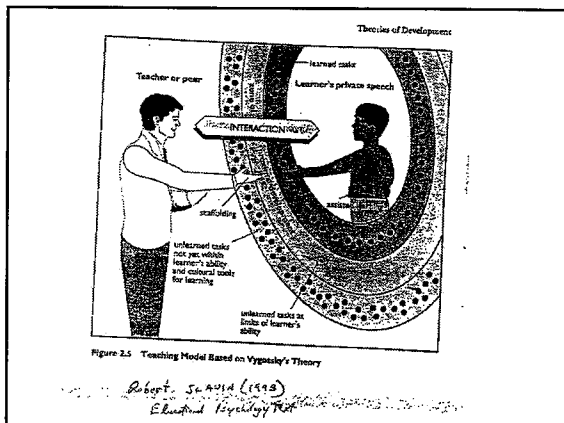 Theories of Development
learned tasks
Teacher or peer
Learner's private speech
INTERACTION
scaffolding
unlearned tasks
not yet within
learner's ability
and cultural tools
for learning
unlearned tasks at
limits of learner's
ability
Figure 2.5 Teaching Model Based on Vygotsky's Theory
Robert
Educational Psychology